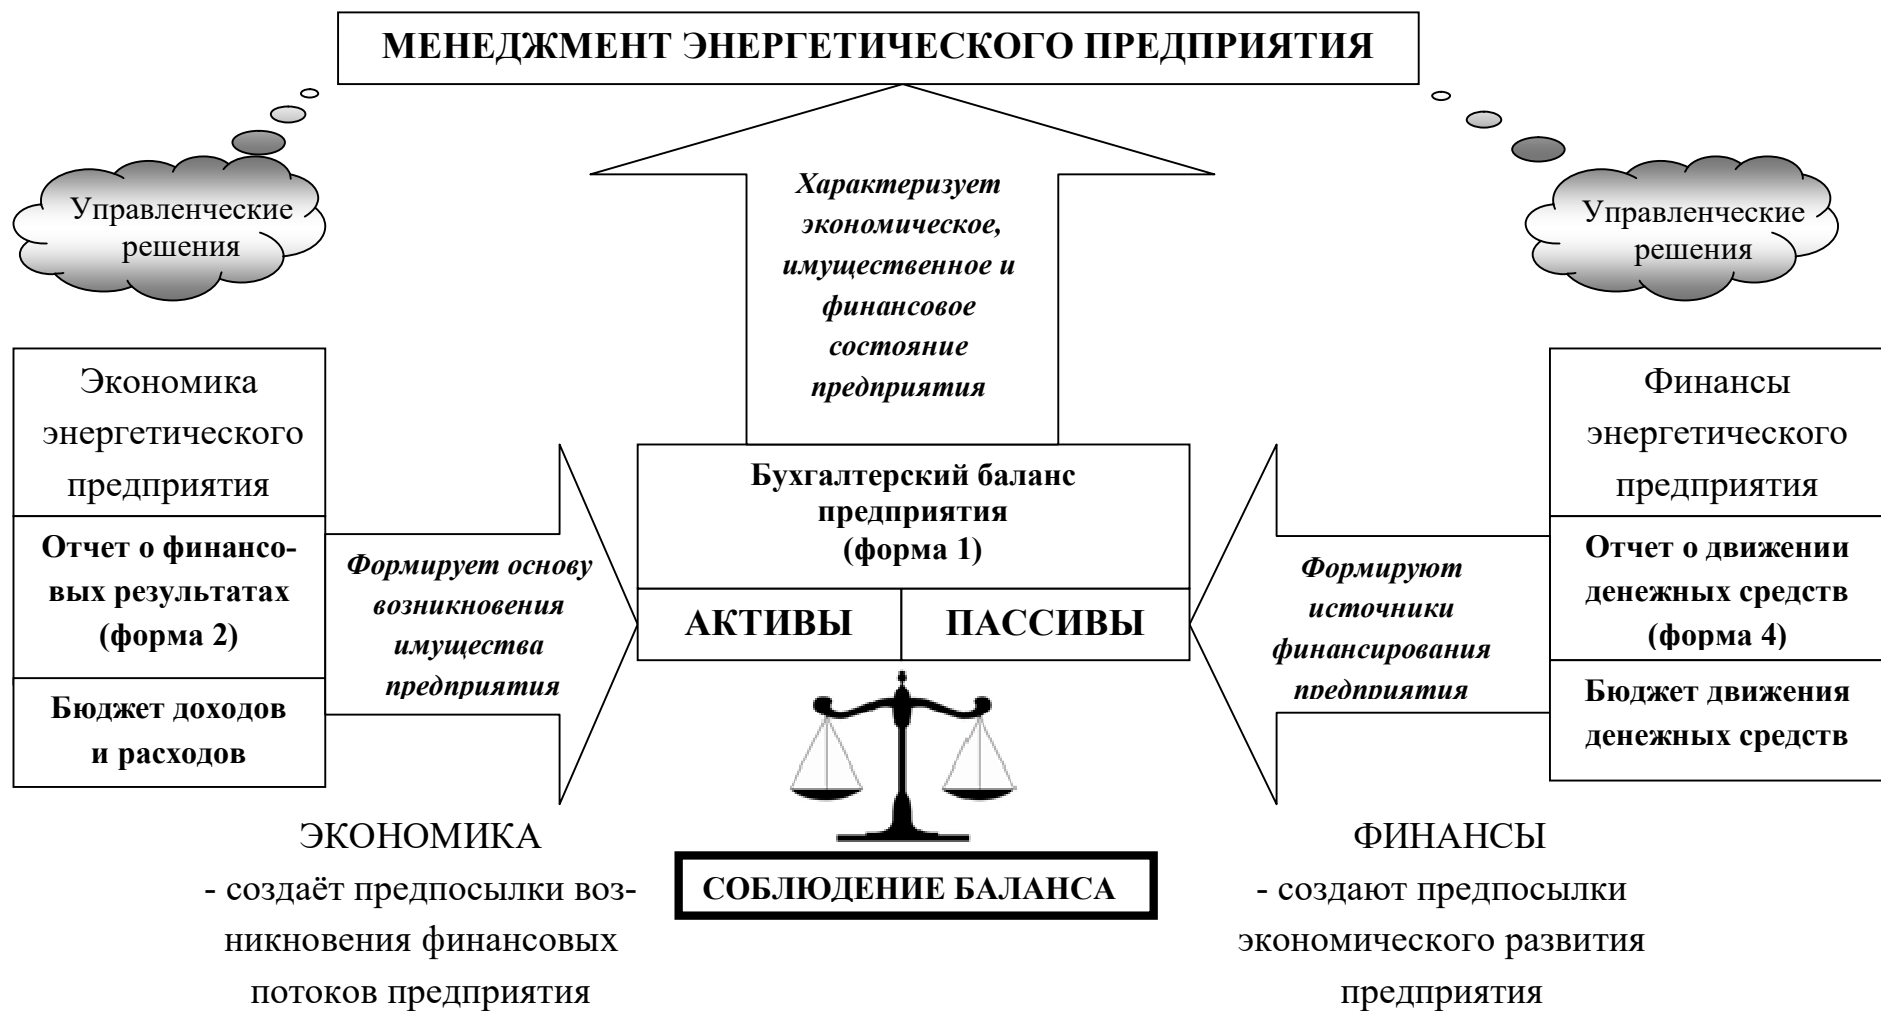 МЕНЕДЖМЕНТ ЭНЕРГЕТИЧЕСКОГО ПРЕДПРИЯТИЯ
Управленческие
решения
Характеризует
экономическое,
имущественное и
финансовое
состояние
предприятия
Управленческие
решения
Экономика
энергетического
предприятия
Отчет о финансо-
вых результатах
(форма 2)
Бюджет доходов
и расходов
Формирует основу
возникновения
имущества
предприятия
Бухгалтерский баланс
предприятия
(форма 1)
АКТИВЫ
ПАССИВЫ
Формируют
источники
финансирования
предприятия
Финансы
энергетического
предприятия
Отчет о движении
денежных средств
(форма 4)
Бюджет движения
денежных средств
ЭКОНОМИКА
- создаёт предпосылки воз-
никновения финансовых
потоков предприятия
СОБЛЮДЕНИЕ БАЛАНСА
ФИНАНСЫ
- создают предпосылки
экономического развития
предприятия